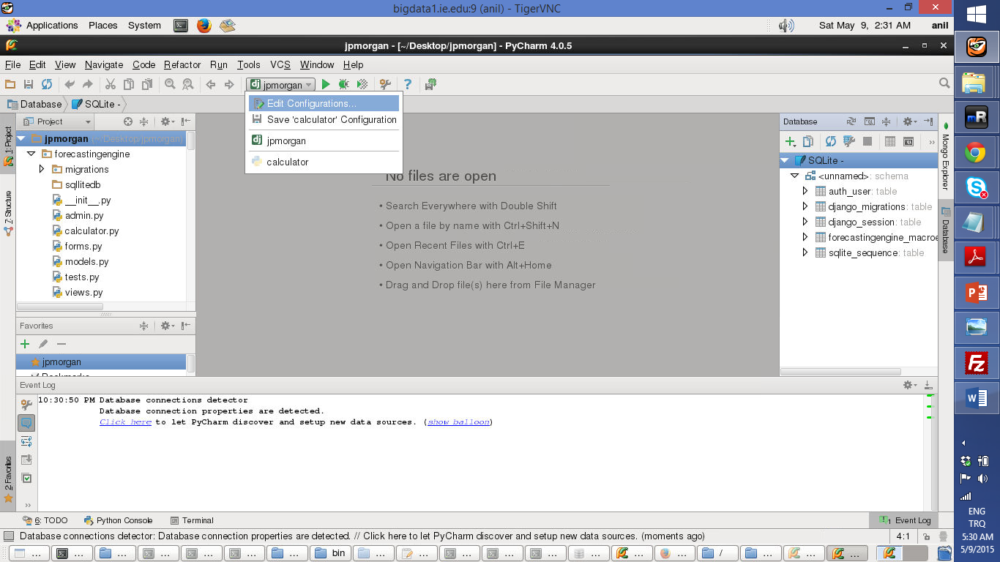 bigdata1.ie.edu:9 (anil) - TigerVNC
Applications Places System
Sat May 9, 2:31 AM anil
jpmorgan - [~/Desktop/jpmorgan] - PyCharm 4.0.5
File Edit View Navigate Code Refactor Run Tools VCS Window Help
jpmorgan
Database SQLite -
Edit Configurations...
Save 'calculator' Configuration
jpmorgan
calculator
1: Project
7: Structure
2: Favorites
Project
jpmorgan (~/Desktop/jpmorgan)
forecastingengine
migrations
sqllitedb
__init__.py
admin.py
calculator.py
forms.py
models.py
tests.py
views.py
Favorites
jpmorgan
Bookmarks
No files are open
• Search Everywhere with Double Shift
• Open a file by name with Ctrl+Shift+N
• Open Recent Files with Ctrl+E
• Open Navigation Bar with Alt+Home
• Drag and Drop file(s) here from File Manager
Database
SQLite -
<unnamed>: schema
auth_user: table
django_migrations: table
django_session: table
forecastingengine_macroe
sqlite_sequence: table
Mongo Explorer
Database
Event Log
10:30:50 PM Database connections detector
Database connection properties are detected.
Click here to let PyCharm discover and setup new data sources. (show balloon)
6: TODO Python Console Terminal
1 Event Log
Database connections detector: Database connection properties are detected. // Click here to let PyCharm discover and setup new data sources. (moments ago)
4:1
... ... ... ... ... ... ... bin ... ... ... ... ... ... ... ... / ... ... ...
mR
ENG
TRQ
5:30 AM
5/9/2015